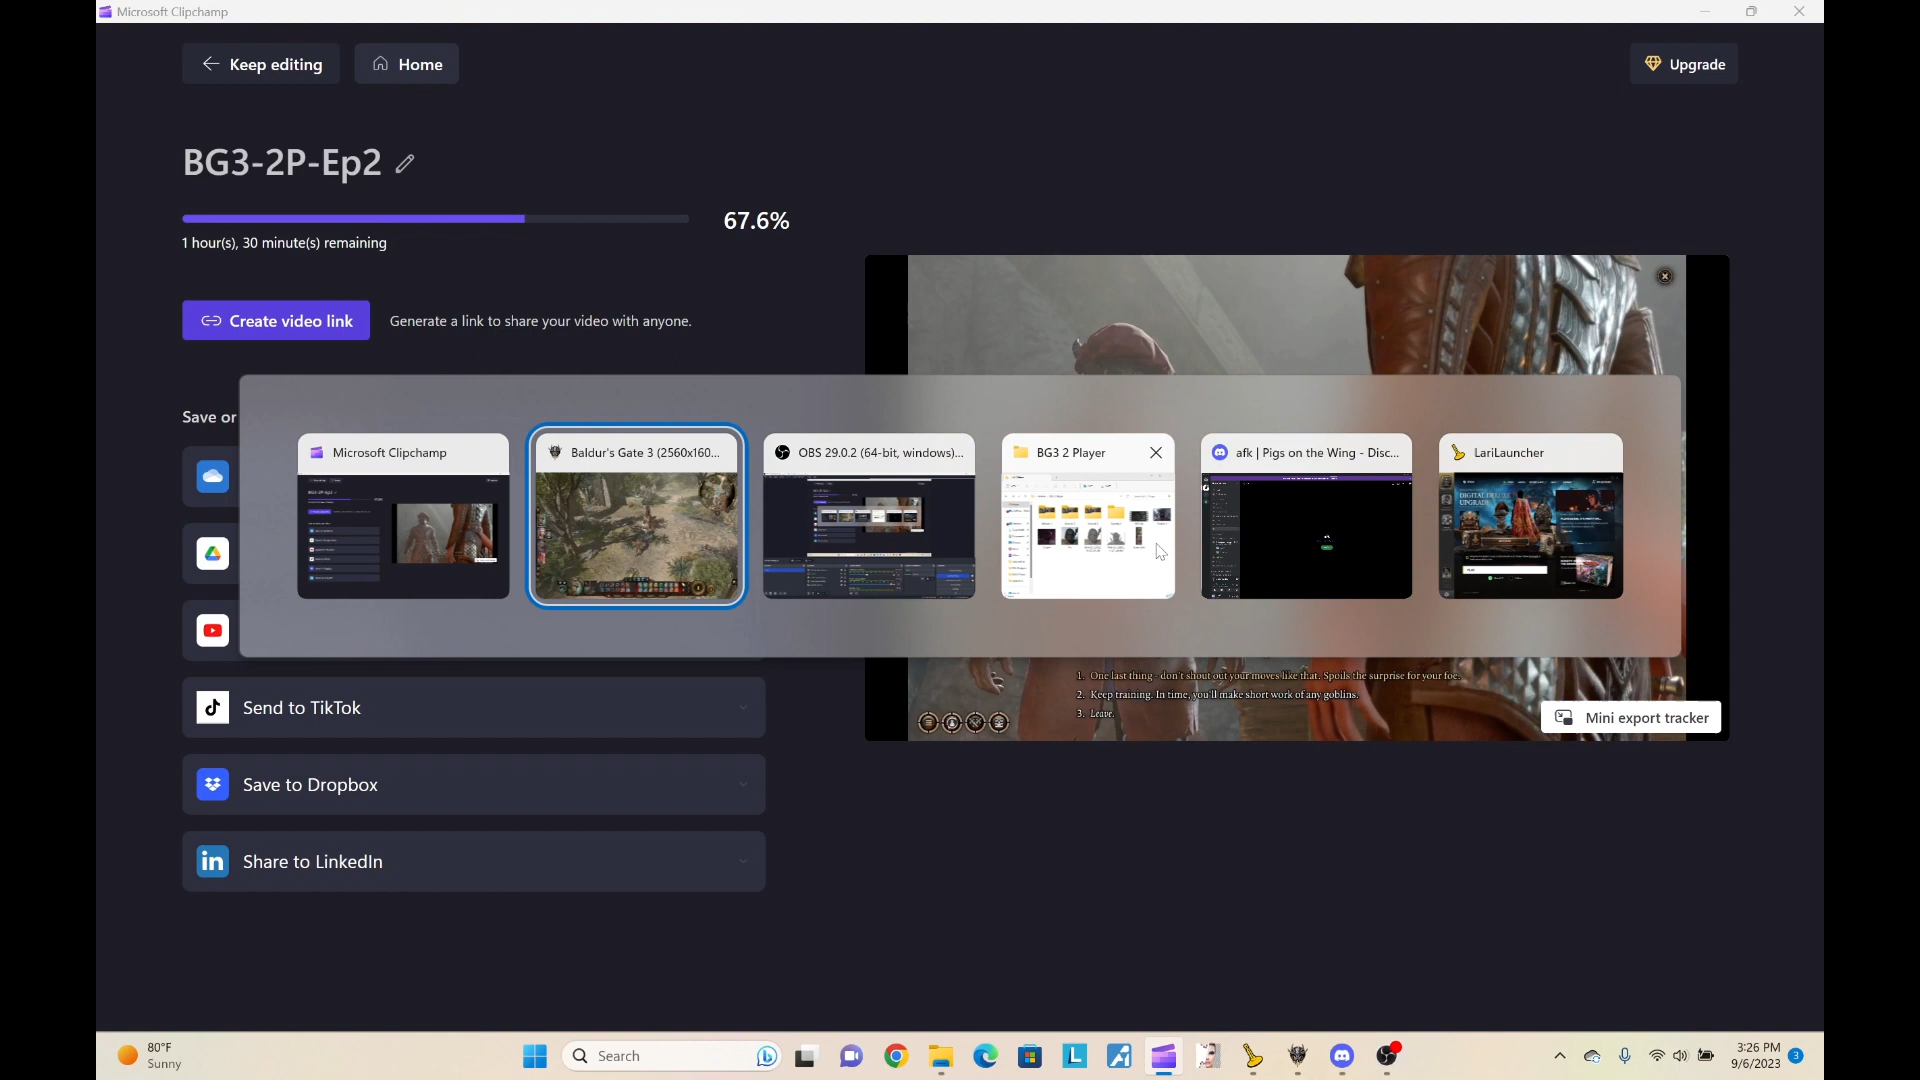 Microsoft Clipchamp
Keep editing
Home
Upgrade
BG3-2P-Ep2
67.6%
1 hour(s), 30 minute(s) remaining
Create video link
Generate a link to share your video with anyone.
Save or
Microsoft Clipchamp
Baldur's Gate 3 (2560x160...
OBS 29.0.2 (64-bit, windows)...
BG3 2 Player
afk | Pigs on the Wing - Disc...
LariLauncher
DIGITAL DELUXE
UPGRADE
1. One last thing - don't shout out your moves like that. Spoils the surprise for your foe.
2. Keep training. In time, you'll make short work of any goblins.
3. Leave.
Mini export tracker
Send to TikTok
Save to Dropbox
Share to LinkedIn
80°F
Sunny
Search
3:26 PM
9/6/2023
3